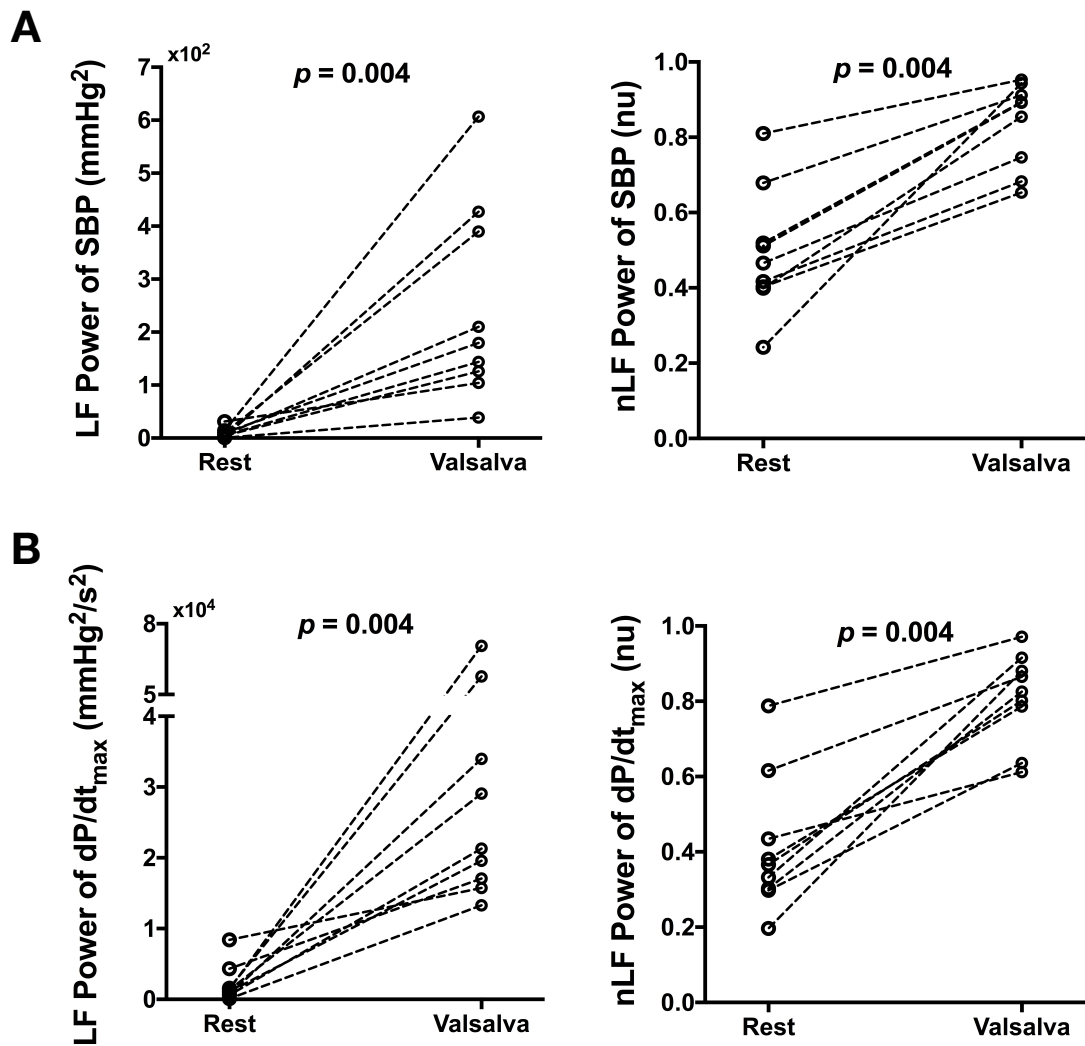 A
LF Power of SBP (mmHg²)
x10²
p = 0.004
7
6
5
4
3
2
1
0
Rest Valsalva
nLF Power of SBP (nu)
p = 0.004
1.0
0.8
0.6
0.4
0.2
0.0
Rest Valsalva
B
LF Power of dP/dtmax (mmHg²/s²)
x10⁴
p = 0.004
8
5
4
3
2
1
0
Rest Valsalva
nLF Power of dP/dtmax (nu)
p = 0.004
1.0
0.8
0.6
0.4
0.2
0.0
Rest Valsalva